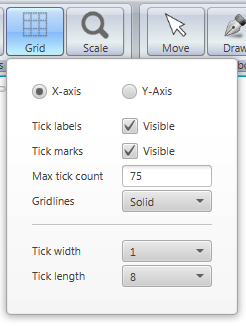 Grid Scale Move Draw
X-axis Y-Axis
Tick labels Visible
Tick marks Visible
Max tick count 75
Gridlines Solid
Tick width 1
Tick length 8